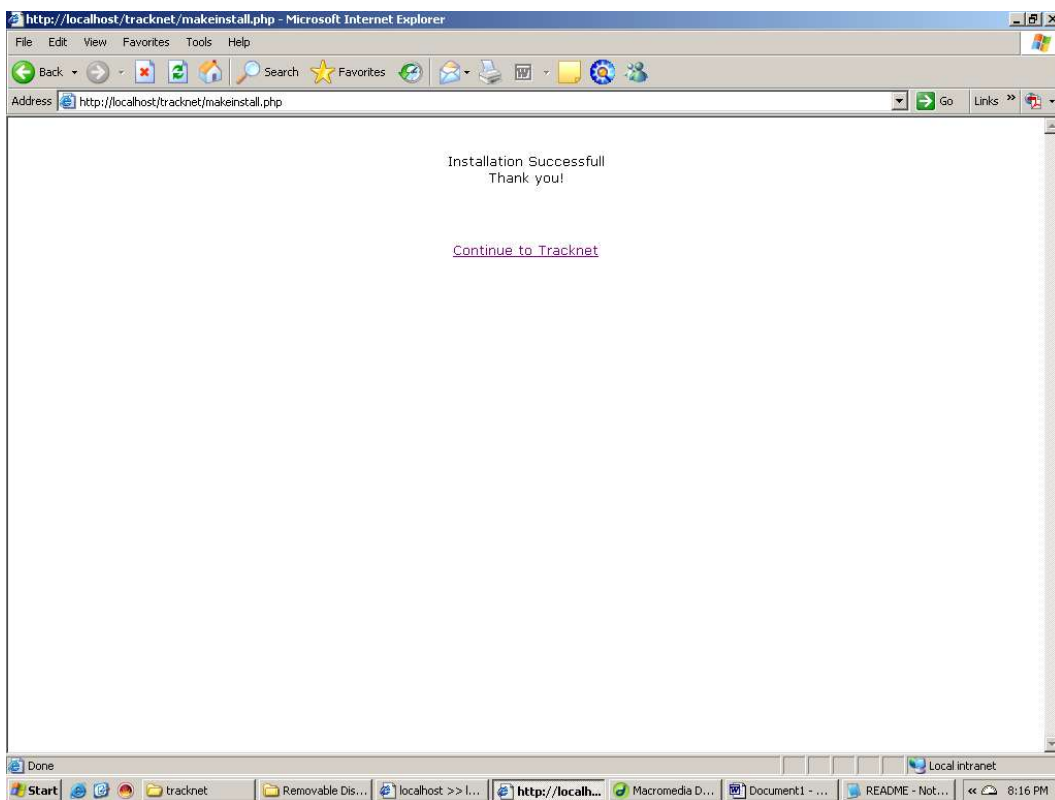 http://localhost/tracknet/makeinstall.php - Microsoft Internet Explorer
File Edit View Favorites Tools Help
Back Search Favorites
Address http://localhost/tracknet/makeinstall.php Go Links »
Installation Successfull
Thank you!
Continue to Tracknet
Done Local intranet
Start tracknet Removable Dis... localhost >> l... http://localh... Macromedia D... Document1 - ... README - Not... « 8:16 PM